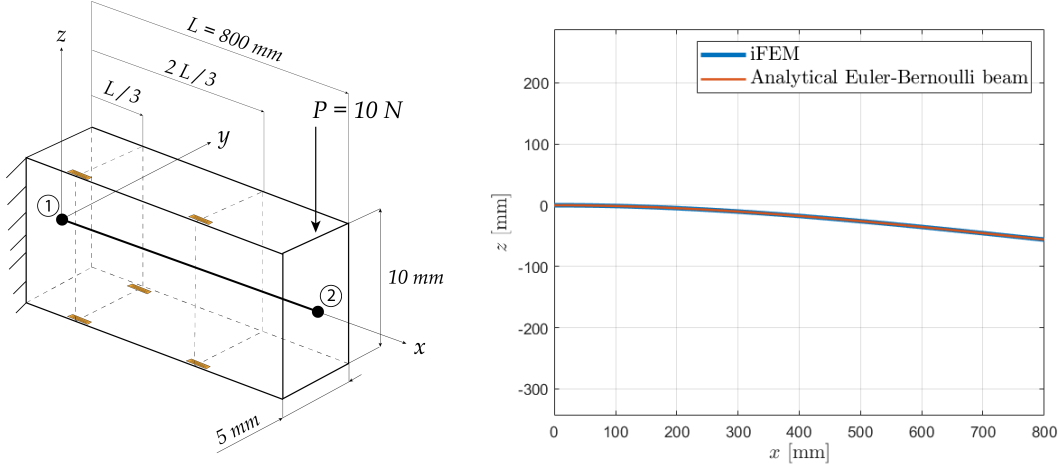 L = 800 mm
2 L / 3
L / 3
z
P = 10 N
y
1
10 mm
2
x
5 mm
iFEM
Analytical Euler-Bernoulli beam
200
100
0
-100
-200
-300
z [mm]
0 100 200 300 400 500 600 700 800
x [mm]